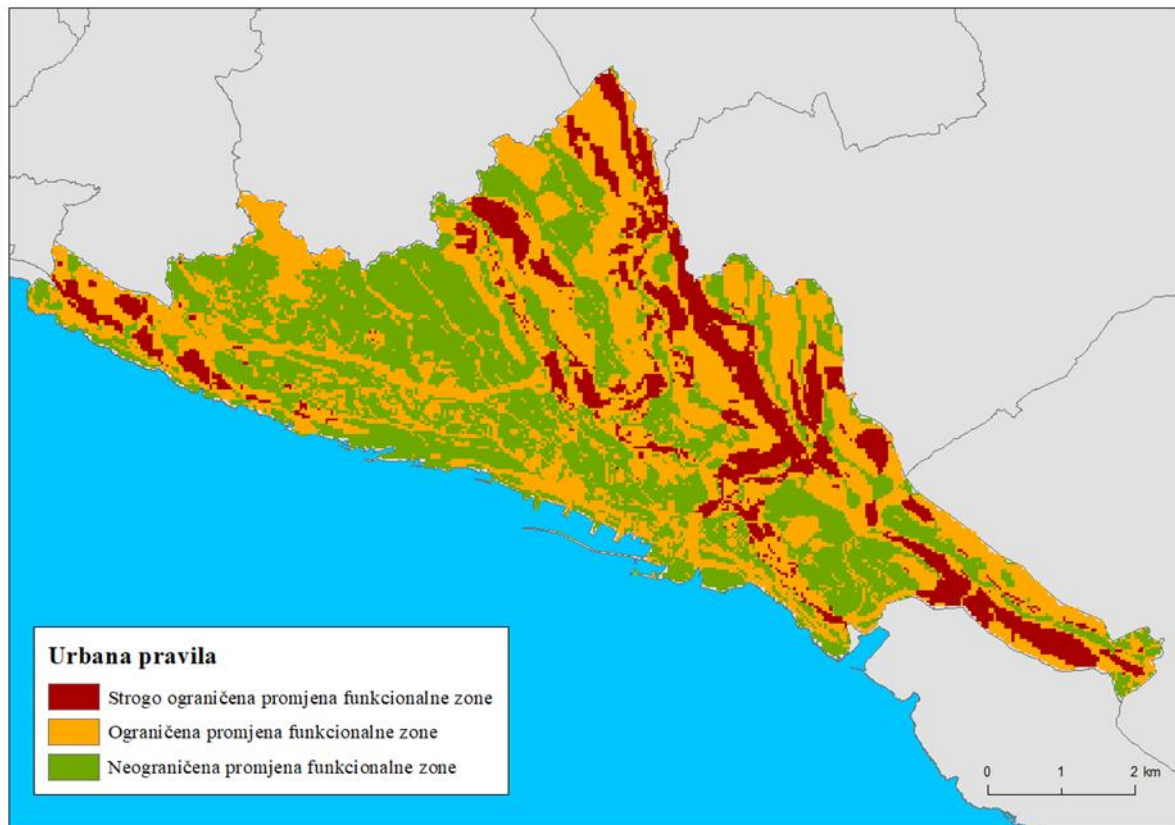 Urbana pravila
Strogo ograničena promjena funkcionalne zone
Ograničena promjena funkcionalne zone
Neograničena promjena funkcionalne zone
0 1 2 km